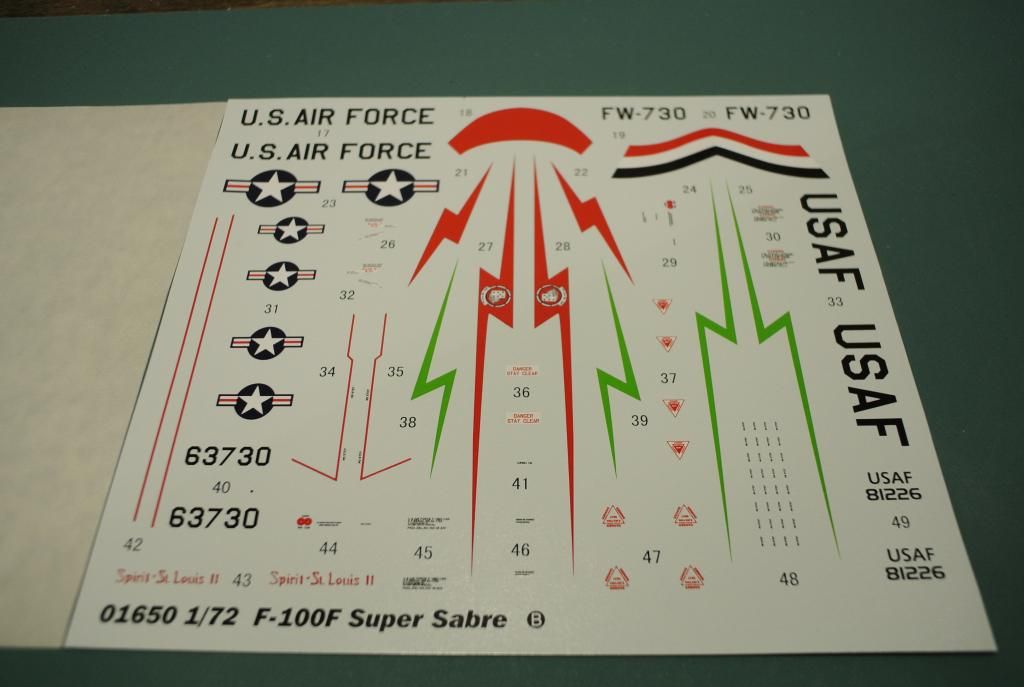 U.S. AIR FORCE
17
U.S. AIR FORCE
18
FW-730 20 FW-730
19
21
22
23
24
25
26
27
28
29
30
31
32
USAF
33
USAF
34
35
DANGER
STAY CLEAR
36
DANGER
STAY CLEAR
37
38
39
63730
40
41
63730
42
44
45
46
47
48
USAF
81226
49
USAF
81226
Spirit of St. Louis II 43 Spirit of St. Louis II
01650 1/72 F-100F Super Sabre B